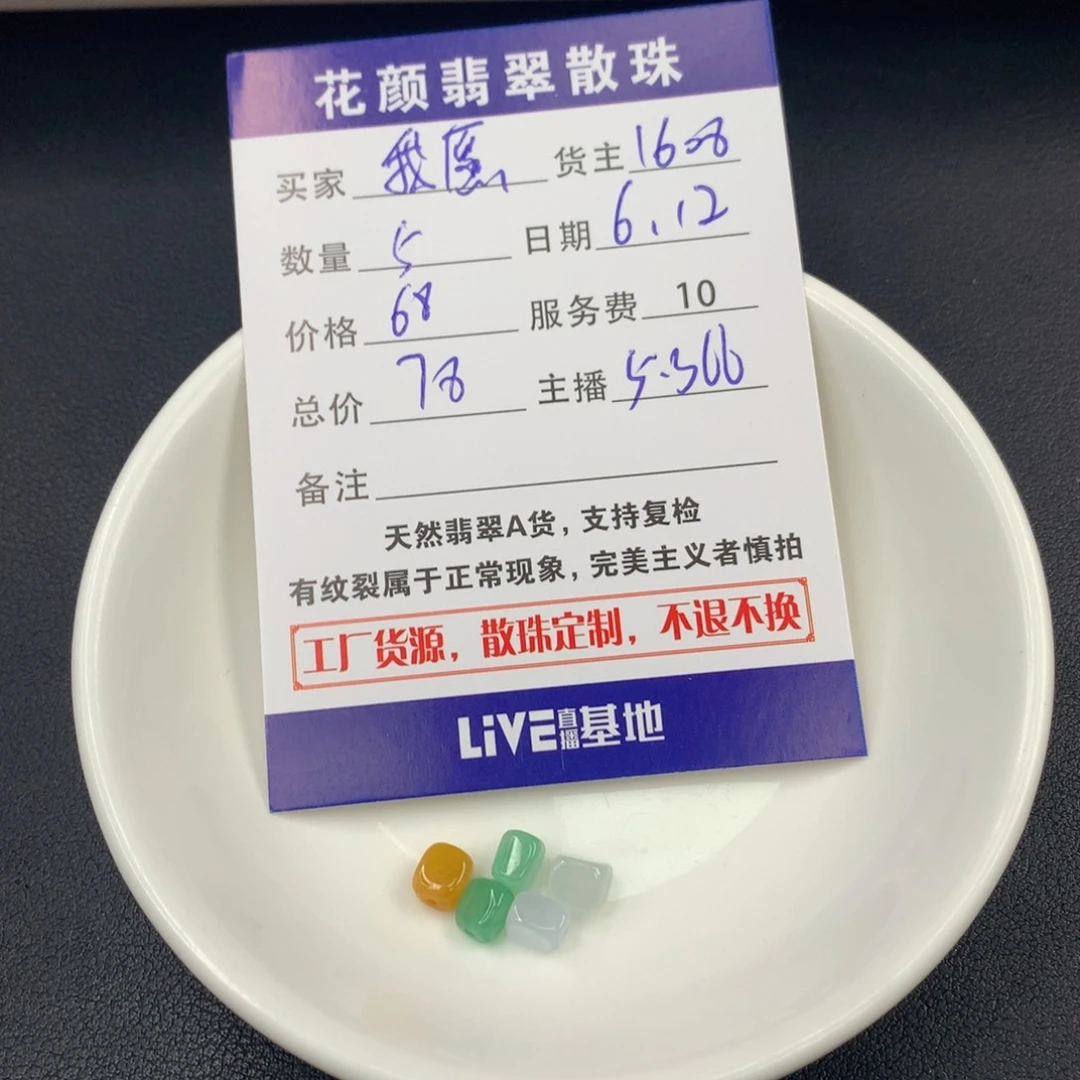 花颜翡翠散珠
买家 我愿 货主 1608
数量 5 日期 6.12
价格 68 服务费 10
总价 78 主播 5.366
备注
天然翡翠A货，支持复检
有纹裂属于正常现象，完美主义者慎拍
工厂货源，散珠定制，不退不换
LiVE直播基地